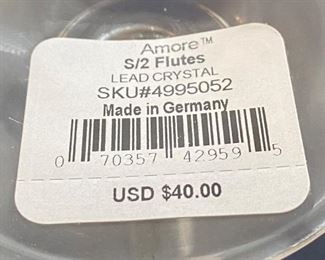 Amore™
S/2 Flutes
LEAD CRYSTAL
SKU#4995052
Made in Germany
0 70357 42959 5
USD $40.00